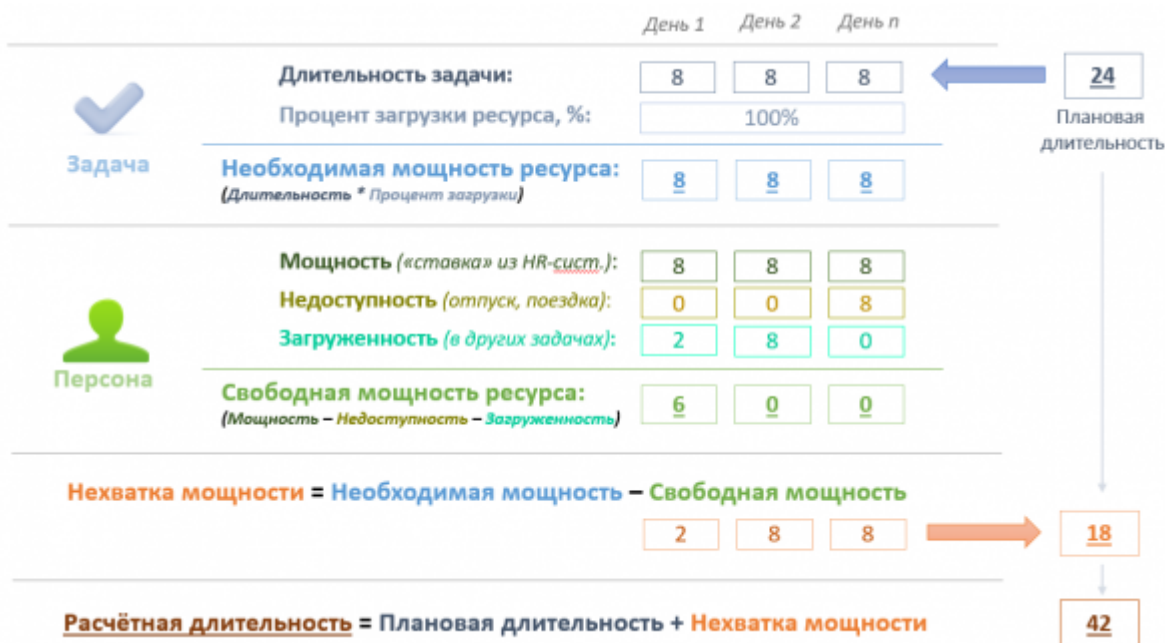 День 1 День 2 День n
Длительность задачи: 8 8 8 24
Процент загрузки ресурса, %: 100% Плановая
длительность
Задача
Необходимая мощность ресурса: 8 8 8
(Длительность * Процент загрузки)
Мощность («ставка» из HR-сист.): 8 8 8
Недоступность (отпуск, поездка): 0 0 8
Загруженность (в других задачах): 2 8 0
Персона
Свободная мощность ресурса: 6 0 0
(Мощность – Недоступность – Загруженность)
Нехватка мощности = Необходимая мощность – Свободная мощность
2 8 8 18
Расчётная длительность = Плановая длительность + Нехватка мощности 42